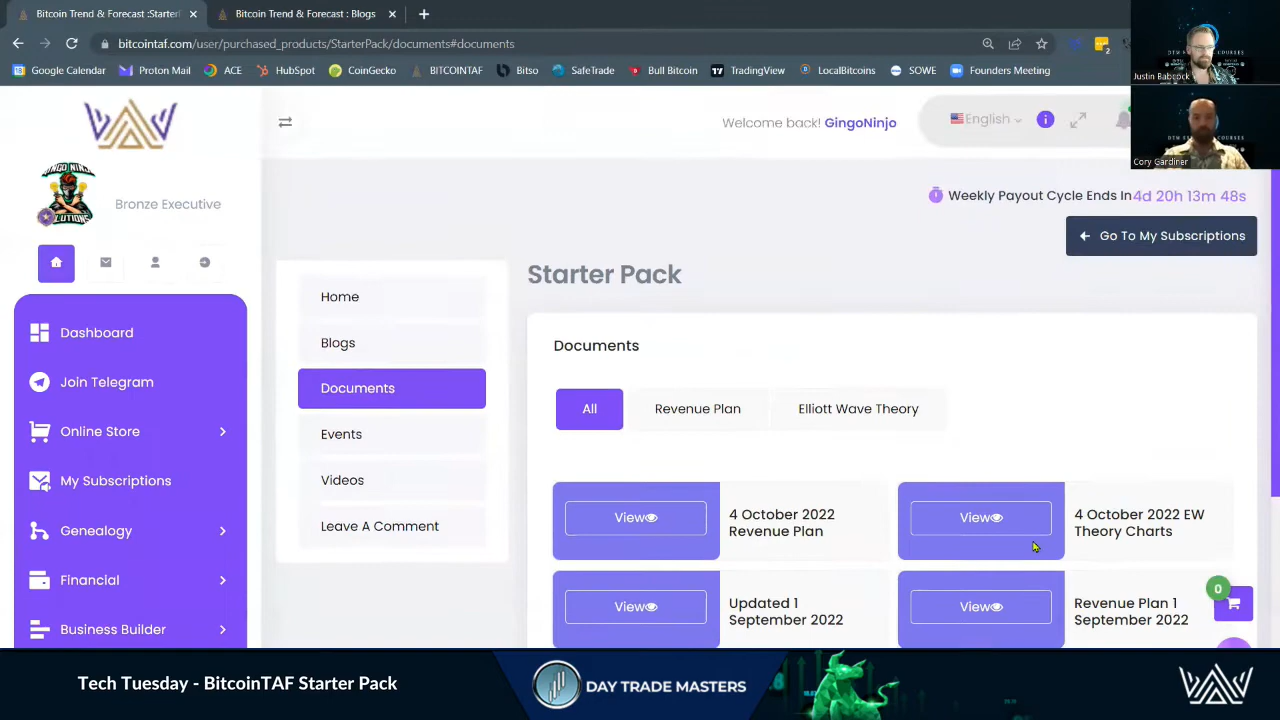 Bitcoin Trend & Forecast :Starter
Bitcoin Trend & Forecast : Blogs
bitcointaf.com/user/purchased_products/StarterPack/documents#documents
Google Calendar
Proton Mail
ACE
HubSpot
CoinGecko
BITCOINTAF
Bitso
SafeTrade
Bull Bitcoin
TradingView
LocalBitcoins
SOWE
Founders Meeting
Justin Babcock
Cory Gardiner
Welcome back! GingoNinjo
English
Bronze Executive
Weekly Payout Cycle Ends In 4d 20h 13m 48s
Go To My Subscriptions
Dashboard
Join Telegram
Online Store
My Subscriptions
Genealogy
Financial
Business Builder
Home
Blogs
Documents
Events
Videos
Leave A Comment
Starter Pack
Documents
All
Revenue Plan
Elliott Wave Theory
View
4 October 2022
Revenue Plan
View
4 October 2022 EW
Theory Charts
View
Updated 1
September 2022
View
Revenue Plan 1
September 2022
0
Tech Tuesday - BitcoinTAF Starter Pack
DAY TRADE MASTERS